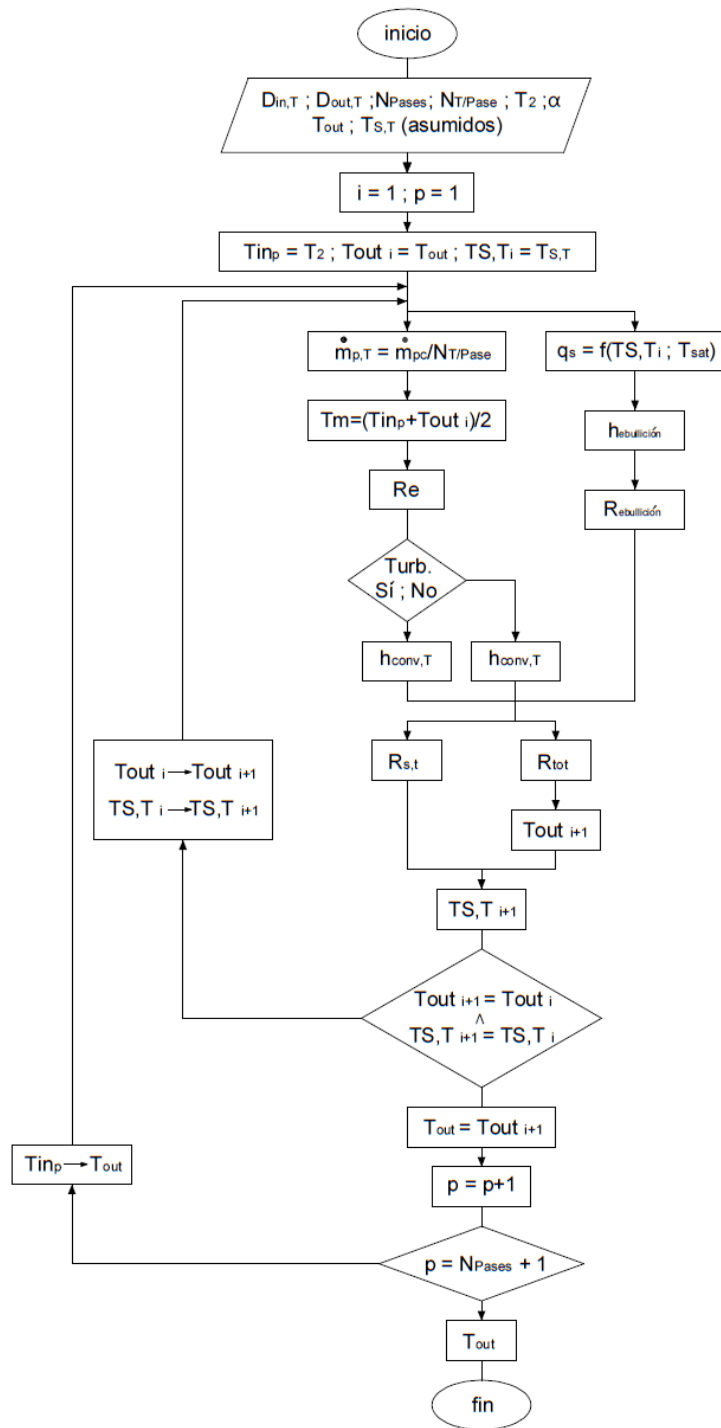 inicio
Din,T ; Dout,T ;NPases; NT/Pase ; T2 ;α
Tout ; TS,T (asumidos)
i = 1 ; p = 1
Tinp = T2 ; Tout i = Tout ; TS,Ti = TS,T
ṁp,T = ṁpc/NT/Pase
qs = f(TS,Ti ; Tsat)
Tm=(Tinp+Tout i)/2
hebullición
Re
Rebullición
Turb.
Sí ; No
hconv,T
hconv,T
Tout i→Tout i+1
TS,T i→TS,T i+1
Rs,t
Rtot
Tout i+1
TS,T i+1
Tout i+1 = Tout i
^
TS,T i+1 = TS,T i
Tout = Tout i+1
Tinp→Tout
p = p+1
p = NPases + 1
Tout
fin